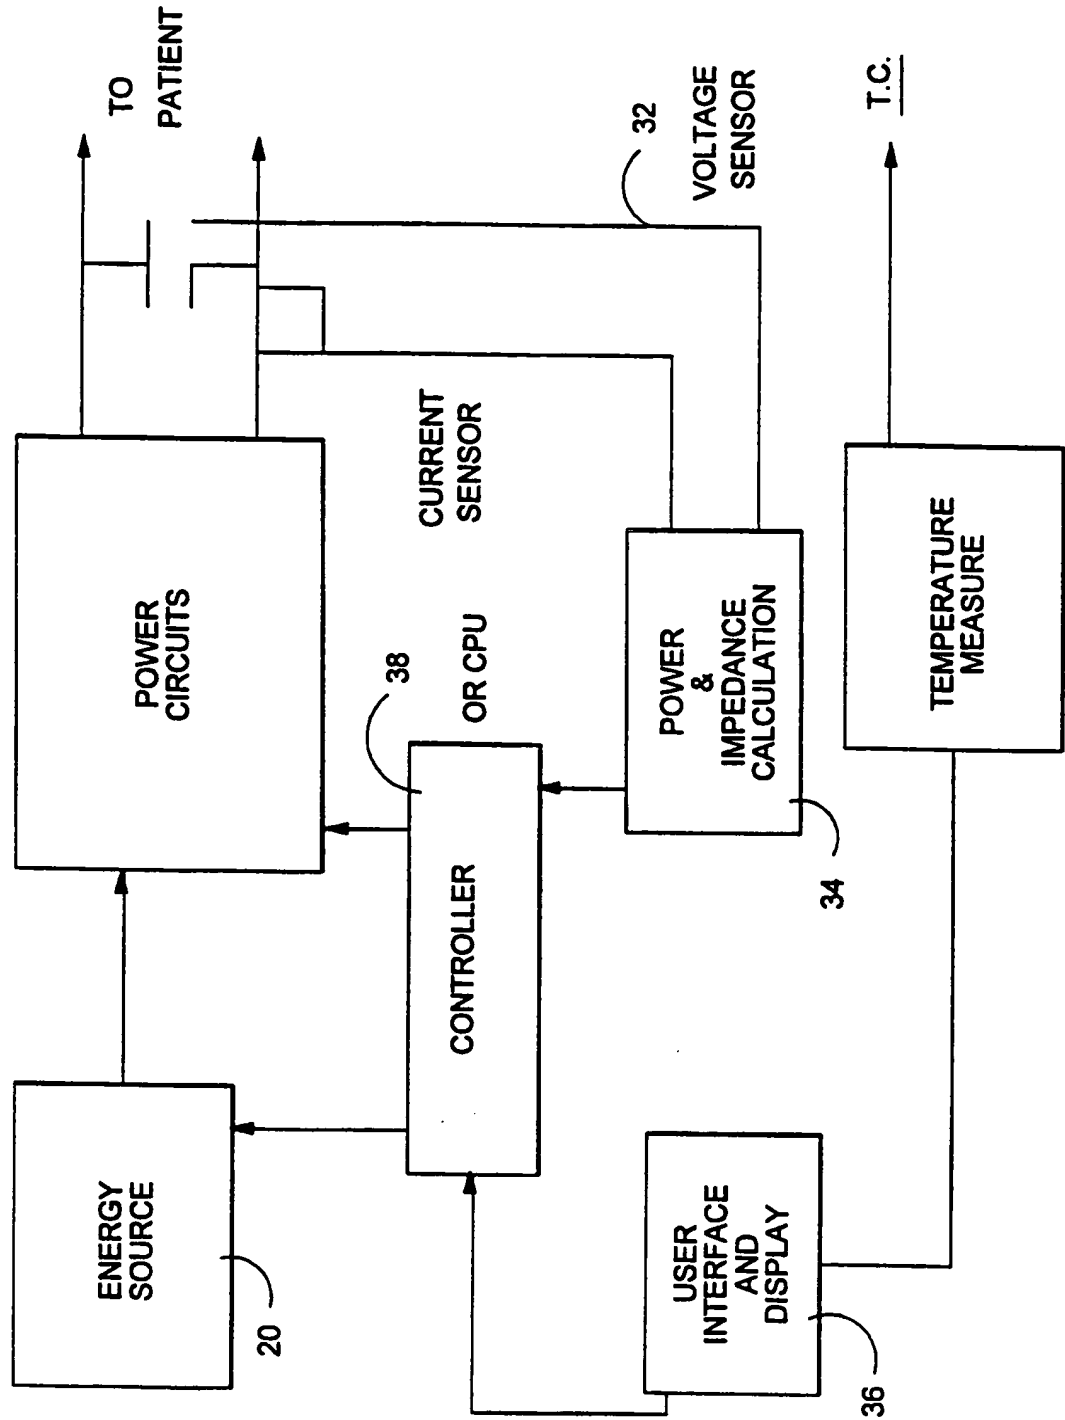 ENERGY
SOURCE
20
POWER
CIRCUITS
TO
PATIENT
CONTROLLER
38
OR CPU
CURRENT
SENSOR
32
VOLTAGE
SENSOR
USER
INTERFACE
AND
DISPLAY
36
POWER
&
IMPEDANCE
CALCULATION
34
TEMPERATURE
MEASURE
T.C.